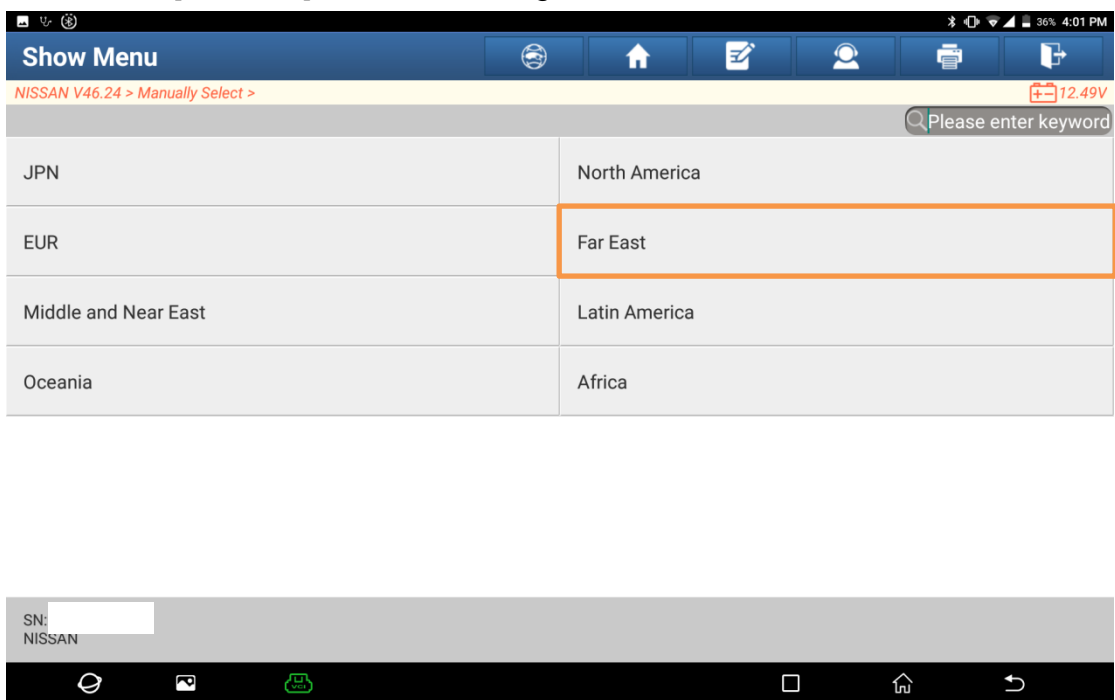 36% 4:01 PM
Show Menu
NISSAN V46.24 > Manually Select >
12.49V
Please enter keyword
JPN
North America
EUR
Far East
Middle and Near East
Latin America
Oceania
Africa
SN:
NISSAN
VCI